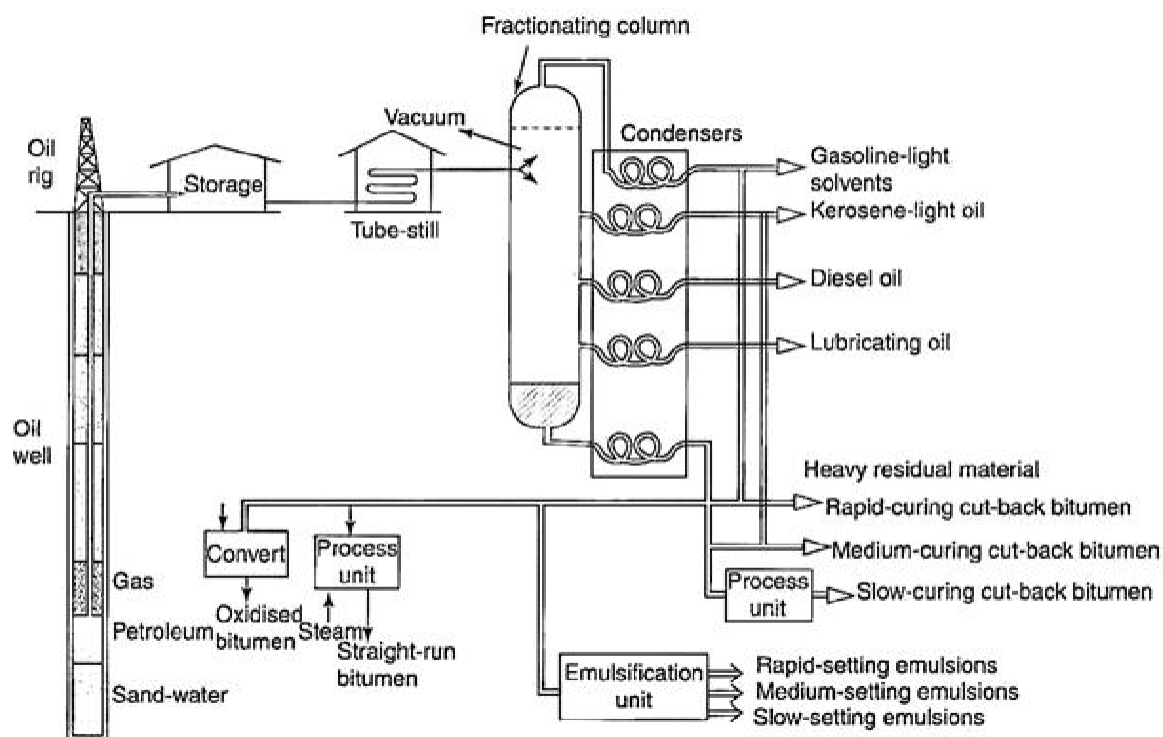 Fractionating column
Vacuum
Condensers
Oil
rig
Storage
Tube-still
Gasoline-light
solvents
Kerosene-light oil
Diesel oil
Lubricating oil
Oil
well
Heavy residual material
Rapid-curing cut-back bitumen
Medium-curing cut-back bitumen
Slow-curing cut-back bitumen
Process
unit
Convert
Process
unit
Gas
Petroleum
Oxidised
bitumen
Steam
Straight-run
bitumen
Sand-water
Emulsification
unit
Rapid-setting emulsions
Medium-setting emulsions
Slow-setting emulsions